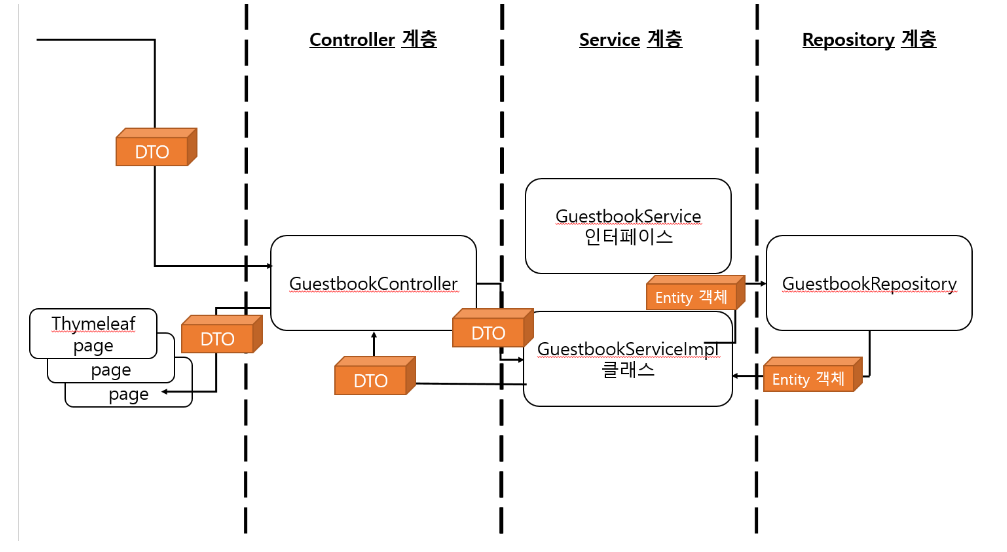 Controller 계층
Service 계층
Repository 계층
DTO
GuestbookService
인터페이스
GuestbookController
GuestbookRepository
Entity 객체
Thymeleaf
page
page
page
DTO
DTO
GuestbookServiceImpl
클래스
DTO
Entity 객체